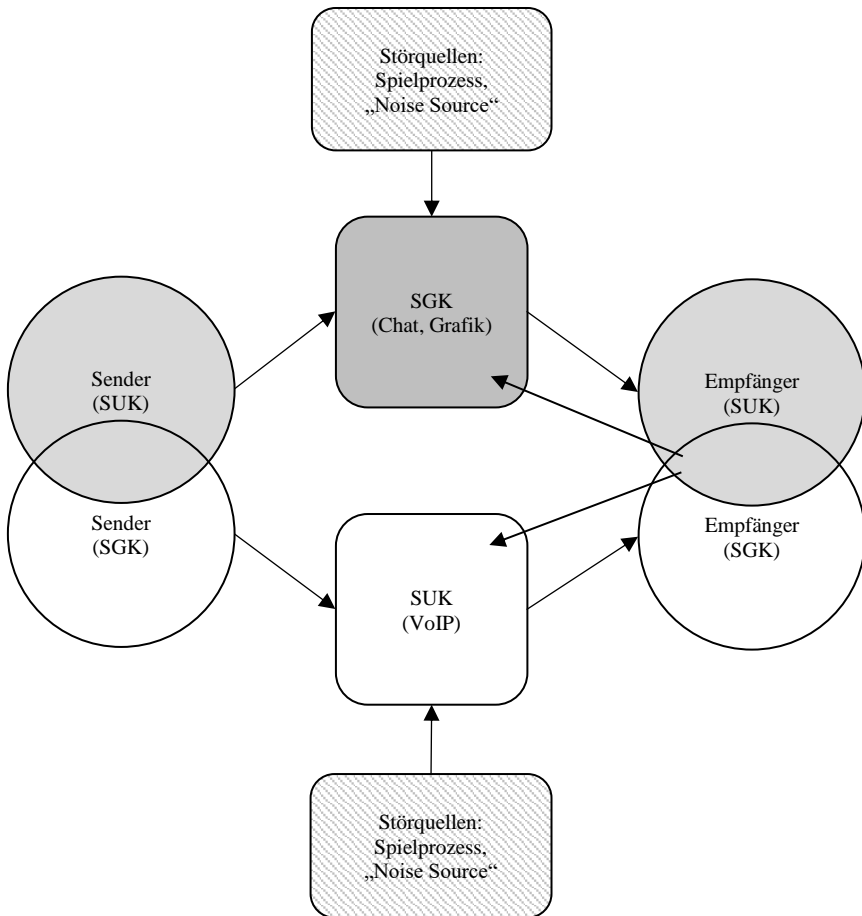 Störquellen:
Spielprozess,
„Noise Source“
SGK
(Chat, Grafik)
Sender
(SUK)
Empfänger
(SUK)
Sender
(SGK)
Empfänger
(SGK)
SUK
(VoIP)
Störquellen:
Spielprozess,
„Noise Source“